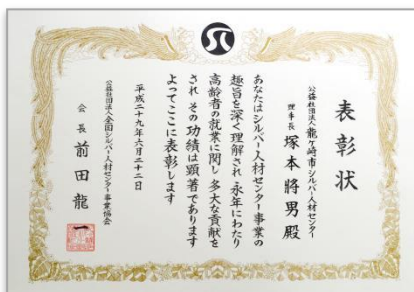 表彰状
公益社団法人 龍ケ崎市シルバー人材センター
理事長 塚本將男殿
あなたはシルバー人材センター事業の
趣旨を深く理解され 永年にわたり
高齢者の就業に関し 多大な貢献を
され その功績は顕著であります
よってここに表彰します
平成二十九年六月二十二日
公益社団法人全国シルバー人材センター事業協会
会長 前田龍一